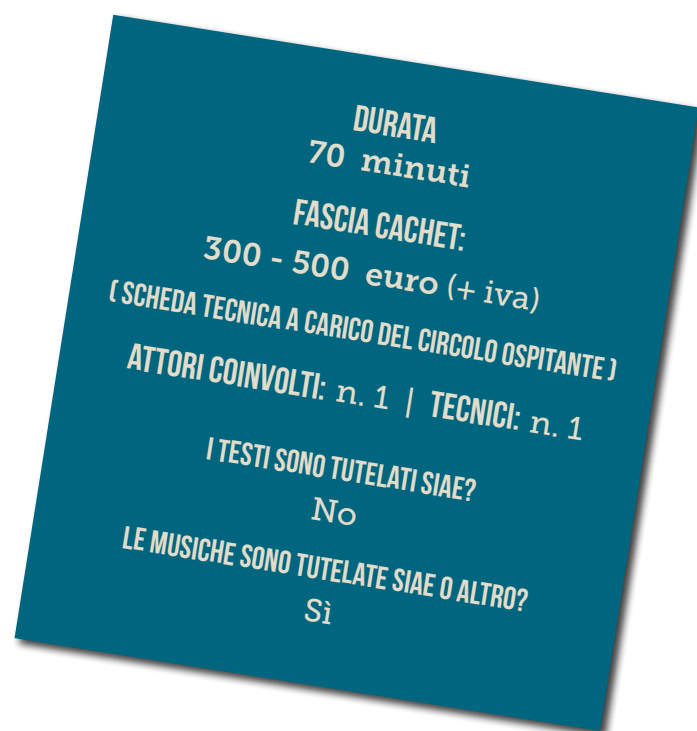 DURATA
70 minuti
FASCIA CACHET:
300 - 500 euro (+ iva)
( SCHEDA TECNICA A CARICO DEL CIRCOLO OSPITANTE )
ATTORI COINVOLTI: n. 1 | TECNICI: n. 1
I TESTI SONO TUTELATI SIAE?
No
LE MUSICHE SONO TUTELATE SIAE O ALTRO?
Sì